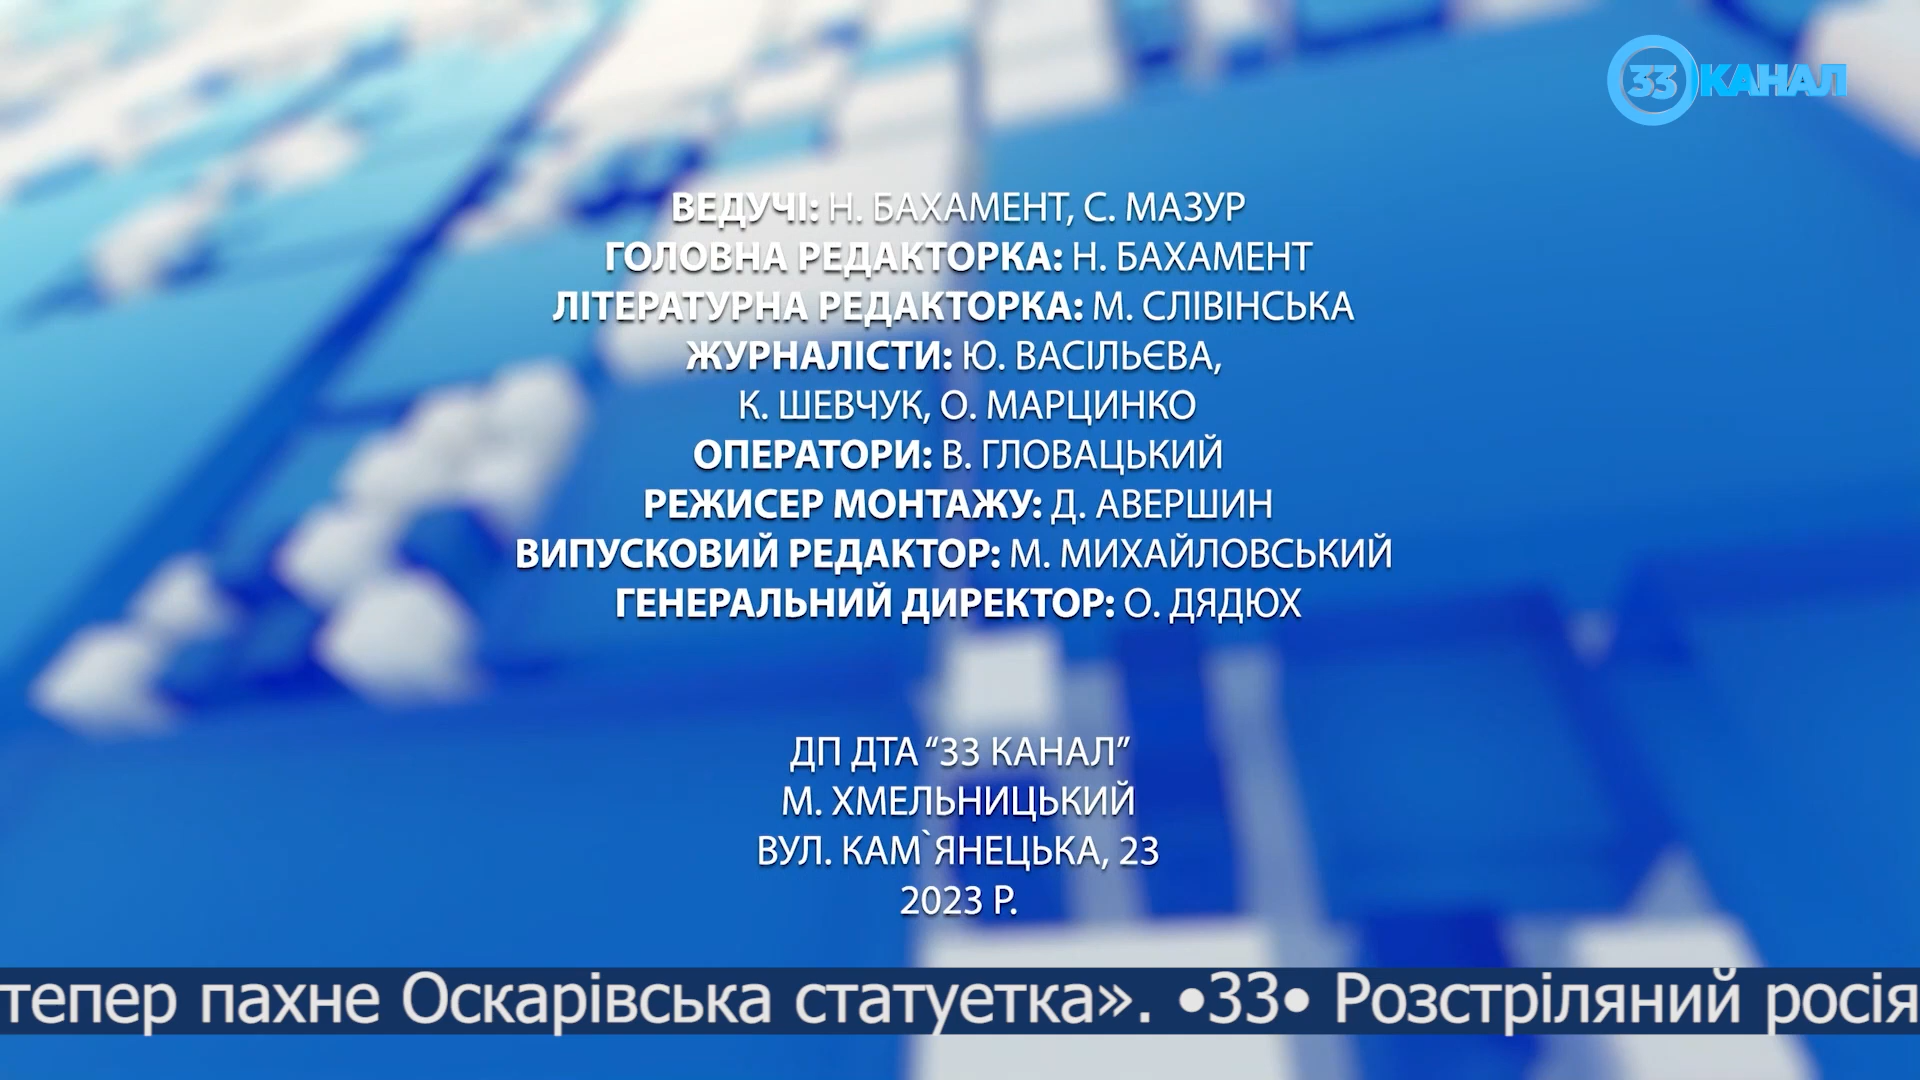 33 КАНАЛ
ВЕДУЧІ: Н. БАХАМЕНТ, С. МАЗУР
ГОЛОВНА РЕДАКТОРКА: Н. БАХАМЕНТ
ЛІТЕРАТУРНА РЕДАКТОРКА: М. СЛІВІНСЬКА
ЖУРНАЛІСТИ: Ю. ВАСІЛЬЄВА,
К. ШЕВЧУК, О. МАРЦИНКО
ОПЕРАТОРИ: В. ГЛОВАЦЬКИЙ
РЕЖИСЕР МОНТАЖУ: Д. АВЕРШИН
ВИПУСКОВИЙ РЕДАКТОР: М. МИХАЙЛОВСЬКИЙ
ГЕНЕРАЛЬНИЙ ДИРЕКТОР: О. ДЯДЮХ
ДП ДТА “33 КАНАЛ”
М. ХМЕЛЬНИЦЬКИЙ
ВУЛ. КАМ`ЯНЕЦЬКА, 23
2023 Р.
тепер пахне Оскарівська статуетка». •33• Розстріляний росія